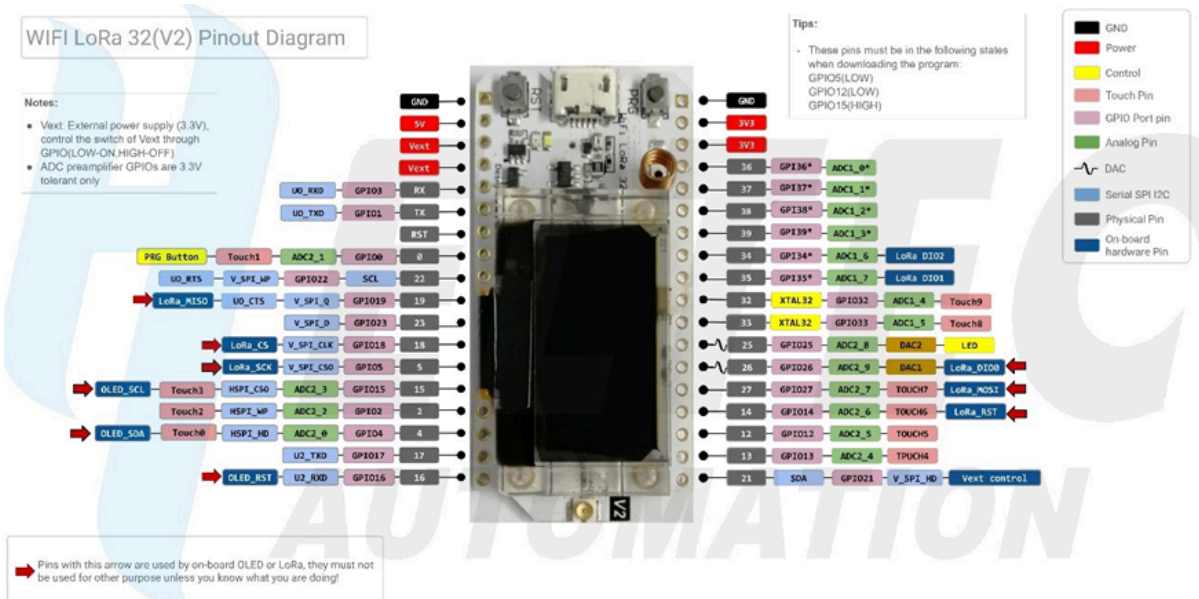 WIFI LoRa 32(V2) Pinout Diagram
Notes:
Vext: External power supply (3.3V),
control the switch of Vext through
GPIO(LOW-ON,HIGH-OFF)
ADC preamplifier GPIOs are 3.3V
tolerant only
Tips:
- These pins must be in the following states
when downloading the program:
GPIO5(LOW)
GPIO12(LOW)
GPIO15(HIGH)
GND
Power
Control
Touch Pin
GPIO Port pin
Analog Pin
DAC
Serial SPI I2C
Physical Pin
On-board
hardware Pin
GND
5V
Vext
Vext
UO_RXD GPIO3 RX
UO_TXD GPIO1 TX
RST
PRG Button Touch1 ADC2_1 GPIO0 0
UO_RTS V_SPI_WP GPIO22 SCL 22
LoRa_MISO UO_CTS V_SPI_Q GPIO19 19
V_SPI_D GPIO23 23
LoRa_CS V_SPI_CLK GPIO18 18
LoRa_SCK V_SPI_CSO GPIO5 5
OLED_SCL Touch3 HSPI_CSO ADC2_3 GPIO15 15
Touch2 HSPI_WP ADC2_2 GPIO2 2
OLED_SDA Touch0 HSPI_HD ADC2_0 GPIO4 4
U2_TXD GPIO17 17
OLED_RST U2_RXD GPIO16 16
RST
PRG
WiFi LoRa 32
V2
GND
3V3
3V3
36 GPI36* ADC1_0*
37 GPI37* ADC1_1*
38 GPI38* ADC1_2*
39 GPI39* ADC1_3*
34 GPI34* ADC1_6 LoRa DIO2
35 GPI35* ADC1_7 LoRa DIO1
32 XTAL32 GPIO32 ADC1_4 Touch9
33 XTAL32 GPIO33 ADC1_5 Touch8
25 GPIO25 ADC2_8 DAC2 LED
26 GPIO26 ADC2_9 DAC1 LoRa_DIO0
27 GPIO27 ADC2_7 TOUCH7 LoRa_MOSI
14 GPIO14 ADC2_6 TOUCH6 LoRa_RST
12 GPIO12 ADC2_5 TOUCH5
13 GPIO13 ADC2_4 TPUCH4
21 SDA GPIO21 V_SPI_HD Vext control
AUTOMATION
Pins with this arrow are used by on-board OLED or LoRa, they must not
be used for other purpose unless you know what you are doing!